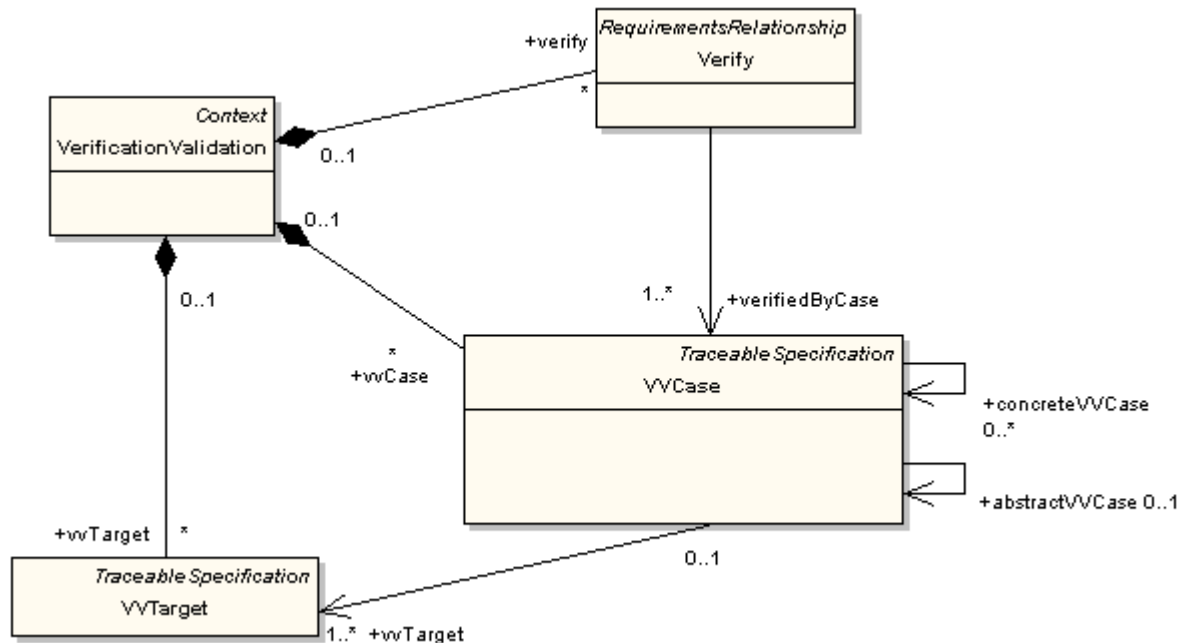 RequirementsRelationship
Verify
+verify
*
Context
VerificationValidation
0..1
0..1
0..1
1..*
+verifiedByCase
*
+vvCase
TraceableSpecification
VVCase
+concreteVVCase
0..*
+abstractVVCase 0..1
+vvTarget
*
0..1
TraceableSpecification
VVTarget
1..* +vvTarget